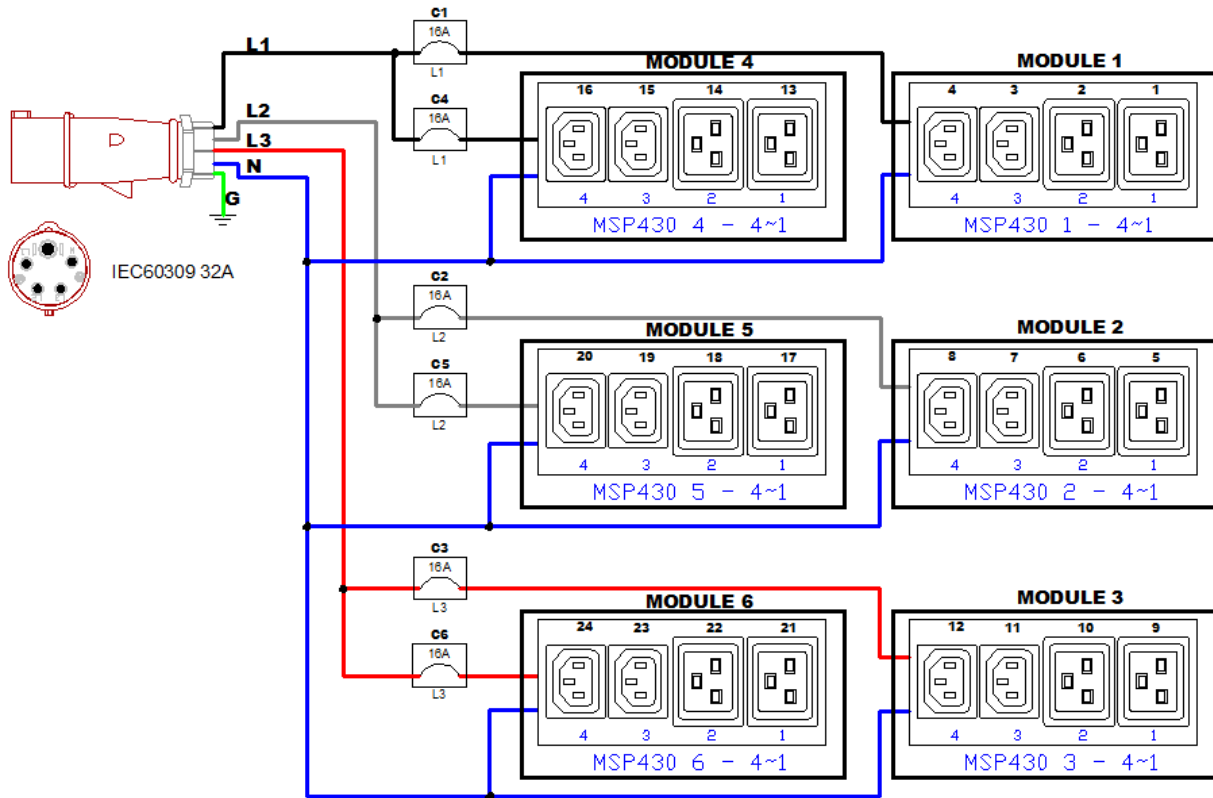 C1
16A
L1
L1
MODULE 4
MODULE 1
C4
16A
L1
16 15 14 13
4 3 2 1
4 3 2 1
MSP430 4 - 4~1
4 3 2 1
MSP430 1 - 4~1
L2
L3
N
G
IEC60309 32A
C2
16A
L2
MODULE 5
MODULE 2
C5
16A
L2
20 19 18 17
8 7 6 5
4 3 2 1
MSP430 5 - 4~1
4 3 2 1
MSP430 2 - 4~1
C3
16A
L3
MODULE 6
MODULE 3
C6
16A
L3
24 23 22 21
12 11 10 9
4 3 2 1
MSP430 6 - 4~1
4 3 2 1
MSP430 3 - 4~1